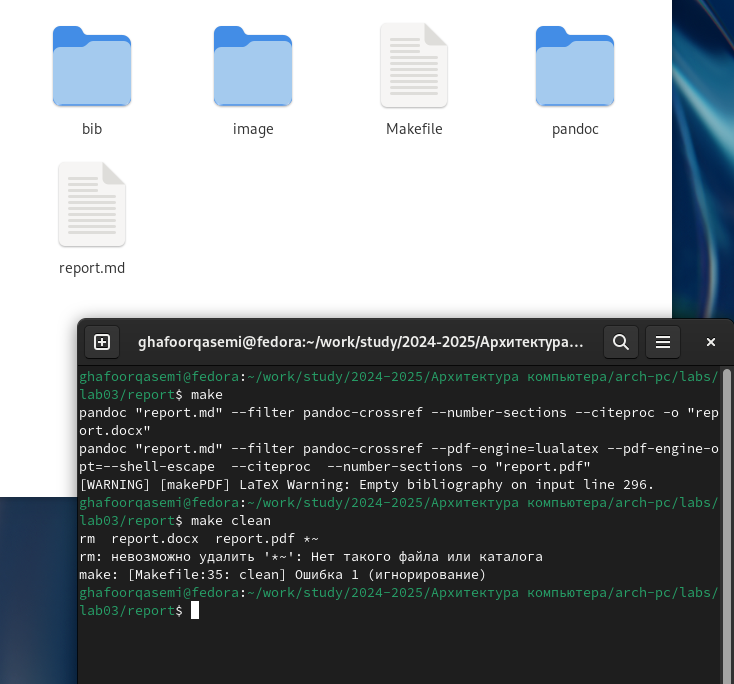 bib
image
Makefile
pandoc
report.md
ghafoorqasemi@fedora:~/work/study/2024-2025/Архитектура…
ghafoorqasemi@fedora:~/work/study/2024-2025/Архитектура компьютера/arch-pc/labs/
lab03/report$ make
pandoc "report.md" --filter pandoc-crossref --number-sections --citeproc -o "rep
ort.docx"
pandoc "report.md" --filter pandoc-crossref --pdf-engine=lualatex --pdf-engine-o
pt=--shell-escape  --citeproc  --number-sections -o "report.pdf"
[WARNING] [makePDF] LaTeX Warning: Empty bibliography on input line 296.
ghafoorqasemi@fedora:~/work/study/2024-2025/Архитектура компьютера/arch-pc/labs/
lab03/report$ make clean
rm  report.docx  report.pdf *~
rm: невозможно удалить '*~': Нет такого файла или каталога
make: [Makefile:35: clean] Ошибка 1 (игнорирование)
ghafoorqasemi@fedora:~/work/study/2024-2025/Архитектура компьютера/arch-pc/labs/
lab03/report$